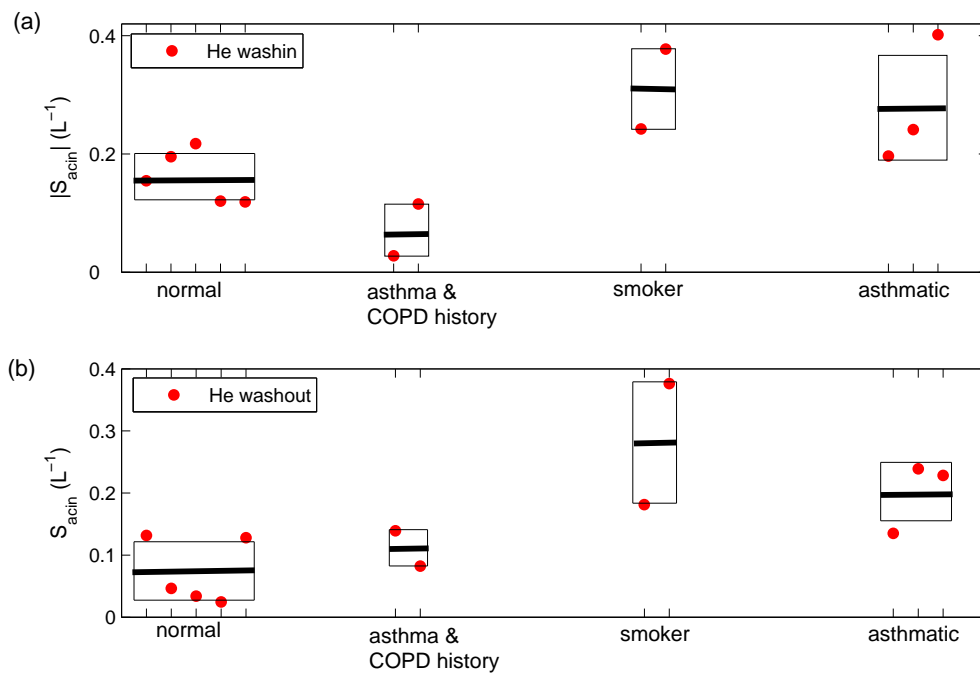 (a)
He washin
0.4
0.2
0
|S_acin| (L⁻¹)
normal
asthma &
COPD history
smoker
asthmatic
(b)
He washout
0.4
0.3
0.2
0.1
0
S_acin (L⁻¹)
normal
asthma &
COPD history
smoker
asthmatic